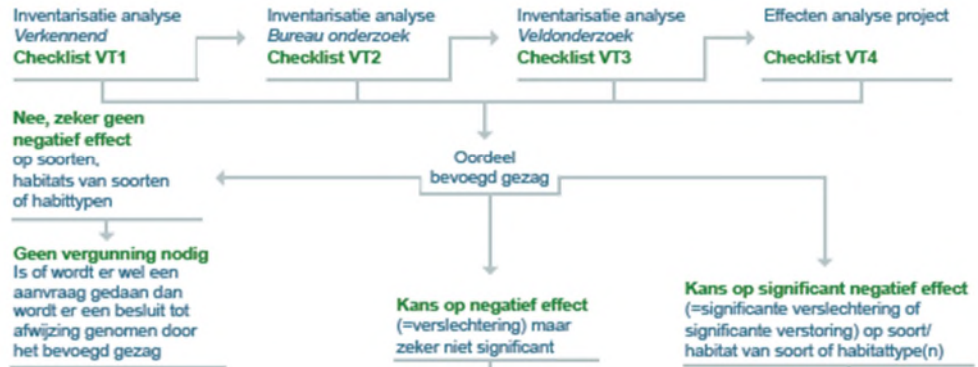 Inventarisatie analyse
Verkennend
Checklist VT1
Inventarisatie analyse
Bureau onderzoek
Checklist VT2
Inventarisatie analyse
Veldonderzoek
Checklist VT3
Effecten analyse project
Checklist VT4
Nee, zeker geen
negatief effect
op soorten,
habitats van soorten
of habittypen
Oordeel
bevoegd gezag
Geen vergunning nodig
Is of wordt er wel een
aanvraag gedaan dan
wordt er een besluit tot
afwijzing genomen door
het bevoegd gezag
Kans op negatief effect
(=verslechtering) maar
zeker niet significant
Kans op significant negatief effect
(=significante verslechtering of
significante verstoring) op soort/
habitat van soort of habitattype(n)